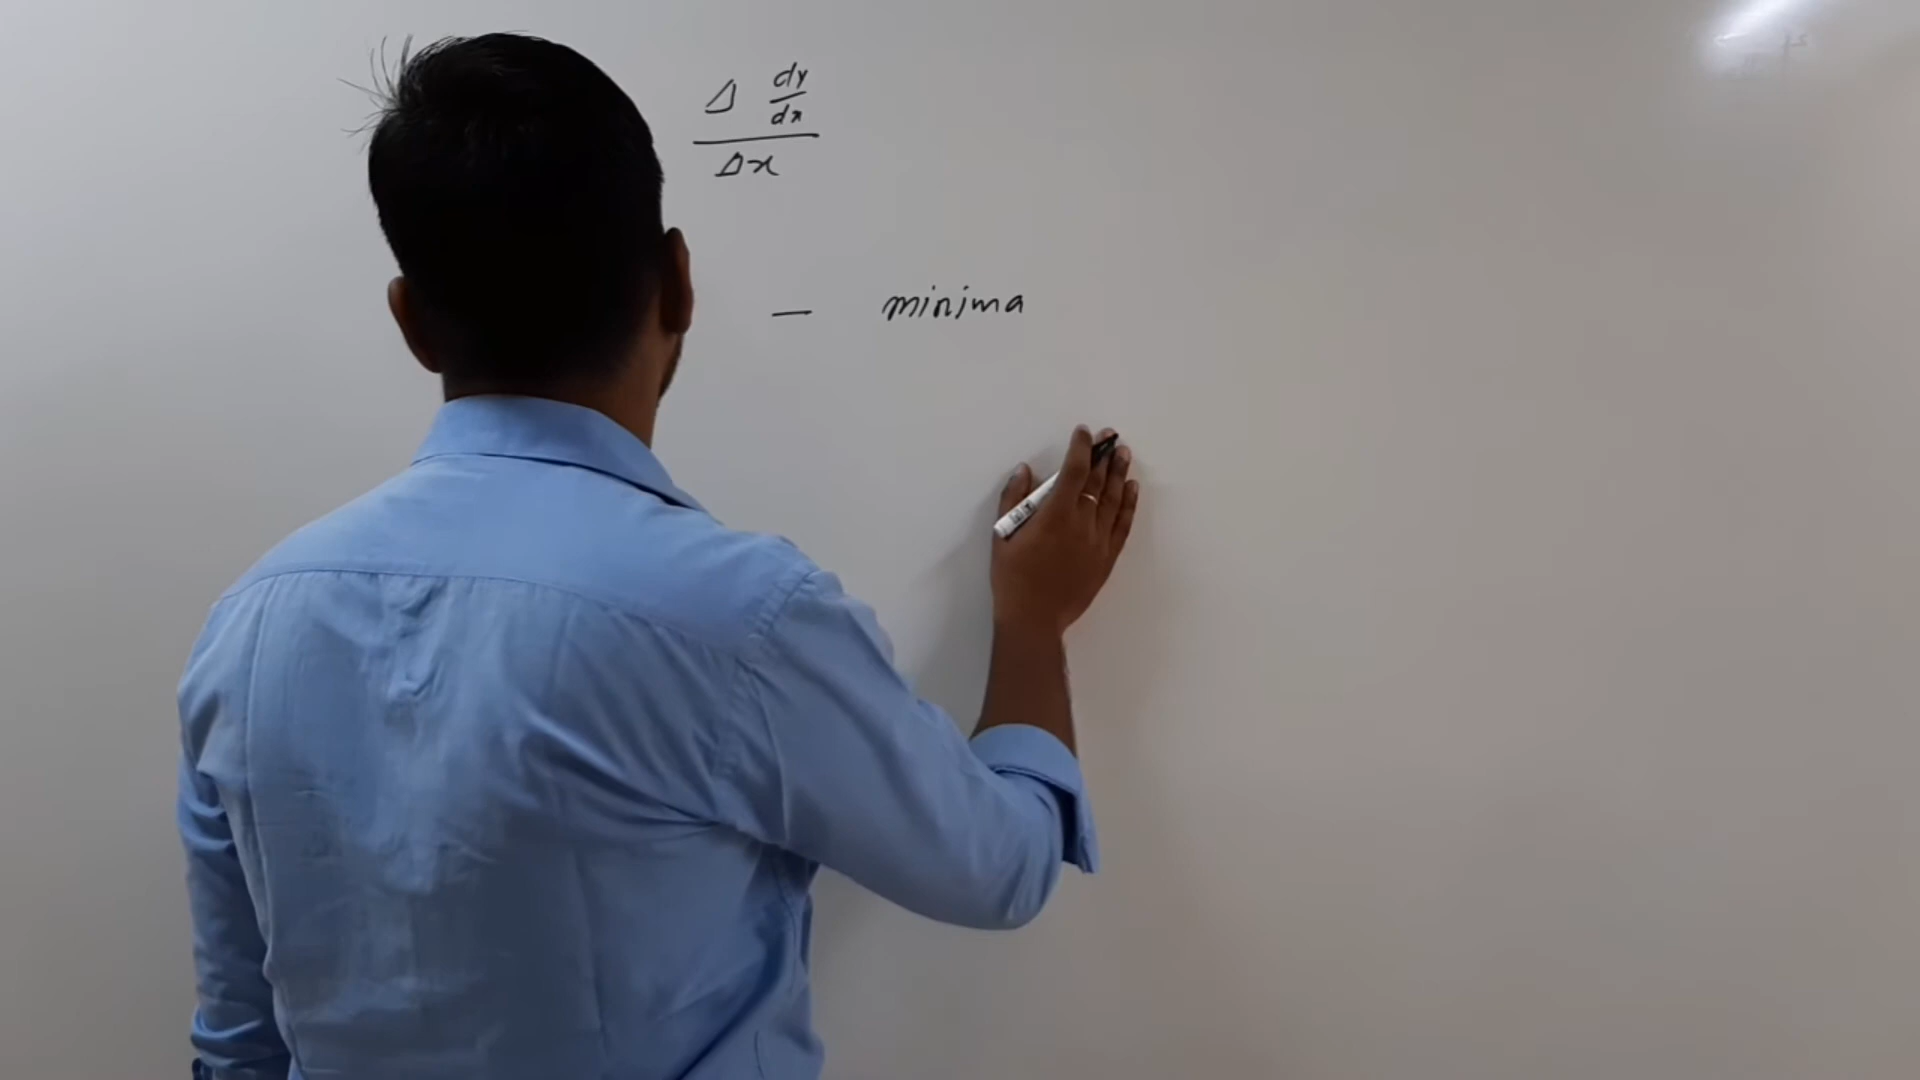 Δ dy/dx
Δx
— minima